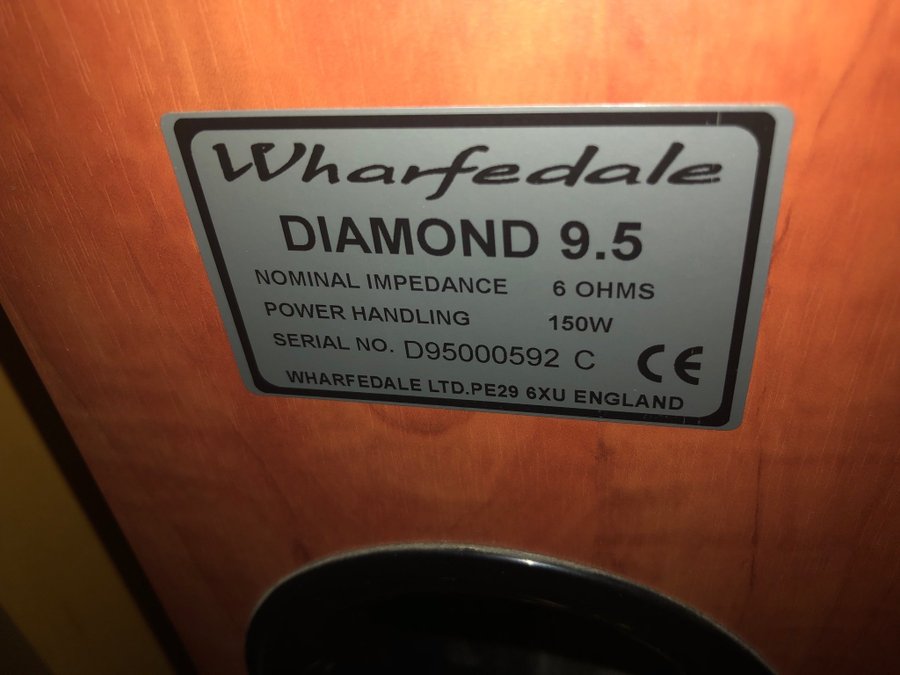 Wharfedale
DIAMOND 9.5
NOMINAL IMPEDANCE 6 OHMS
POWER HANDLING 150W
SERIAL NO. D95000592 C
CE
WHARFEDALE LTD.PE29 6XU ENGLAND